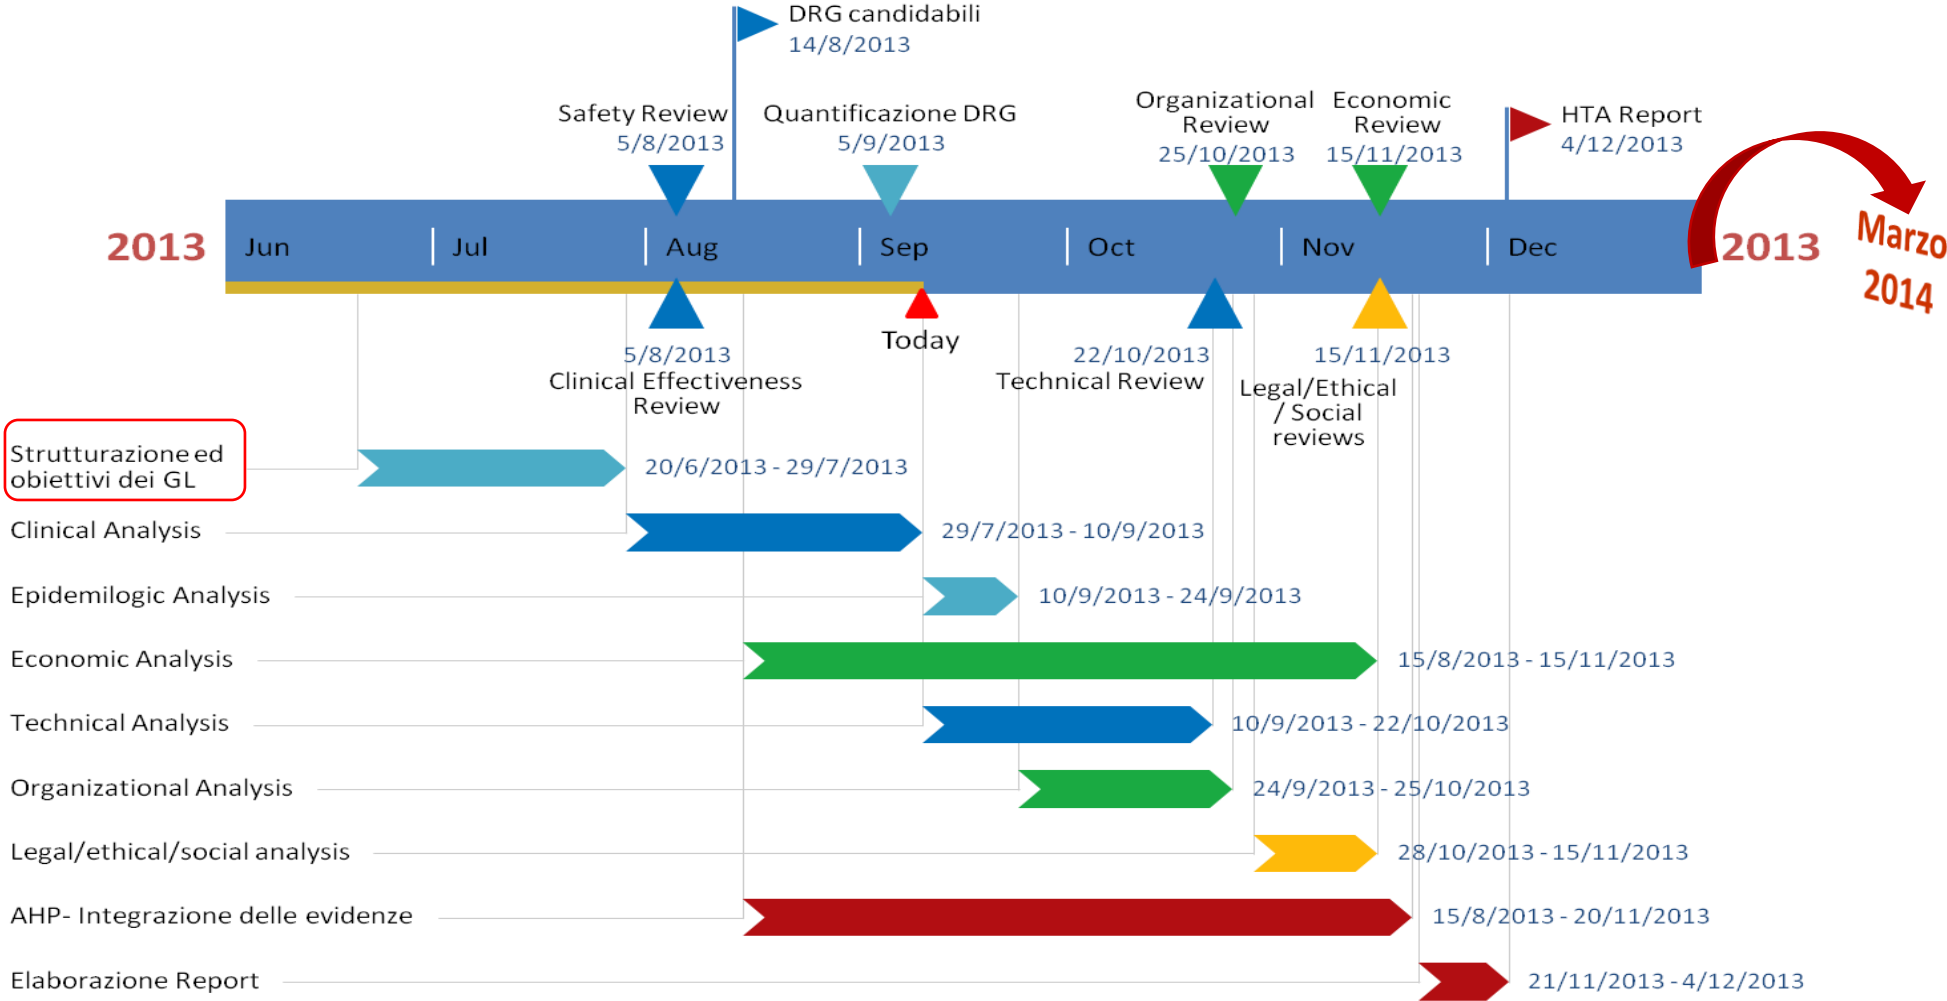 DRG candidabili
14/8/2013
Safety Review
5/8/2013
Quantificazione DRG
5/9/2013
Organizational
Review
25/10/2013
Economic
Review
15/11/2013
HTA Report
4/12/2013
2013
Jun
Jul
Aug
Sep
Oct
Nov
Dec
2013
Marzo
2014
5/8/2013
Clinical Effectiveness
Review
Today
22/10/2013
Technical Review
15/11/2013
Legal/Ethical
/ Social
reviews
Strutturazione ed
obiettivi dei GL
20/6/2013 - 29/7/2013
Clinical Analysis
29/7/2013 - 10/9/2013
Epidemilogic Analysis
10/9/2013 - 24/9/2013
Economic Analysis
15/8/2013 - 15/11/2013
Technical Analysis
10/9/2013 - 22/10/2013
Organizational Analysis
24/9/2013 - 25/10/2013
Legal/ethical/social analysis
28/10/2013 - 15/11/2013
AHP- Integrazione delle evidenze
15/8/2013 - 20/11/2013
Elaborazione Report
21/11/2013 - 4/12/2013